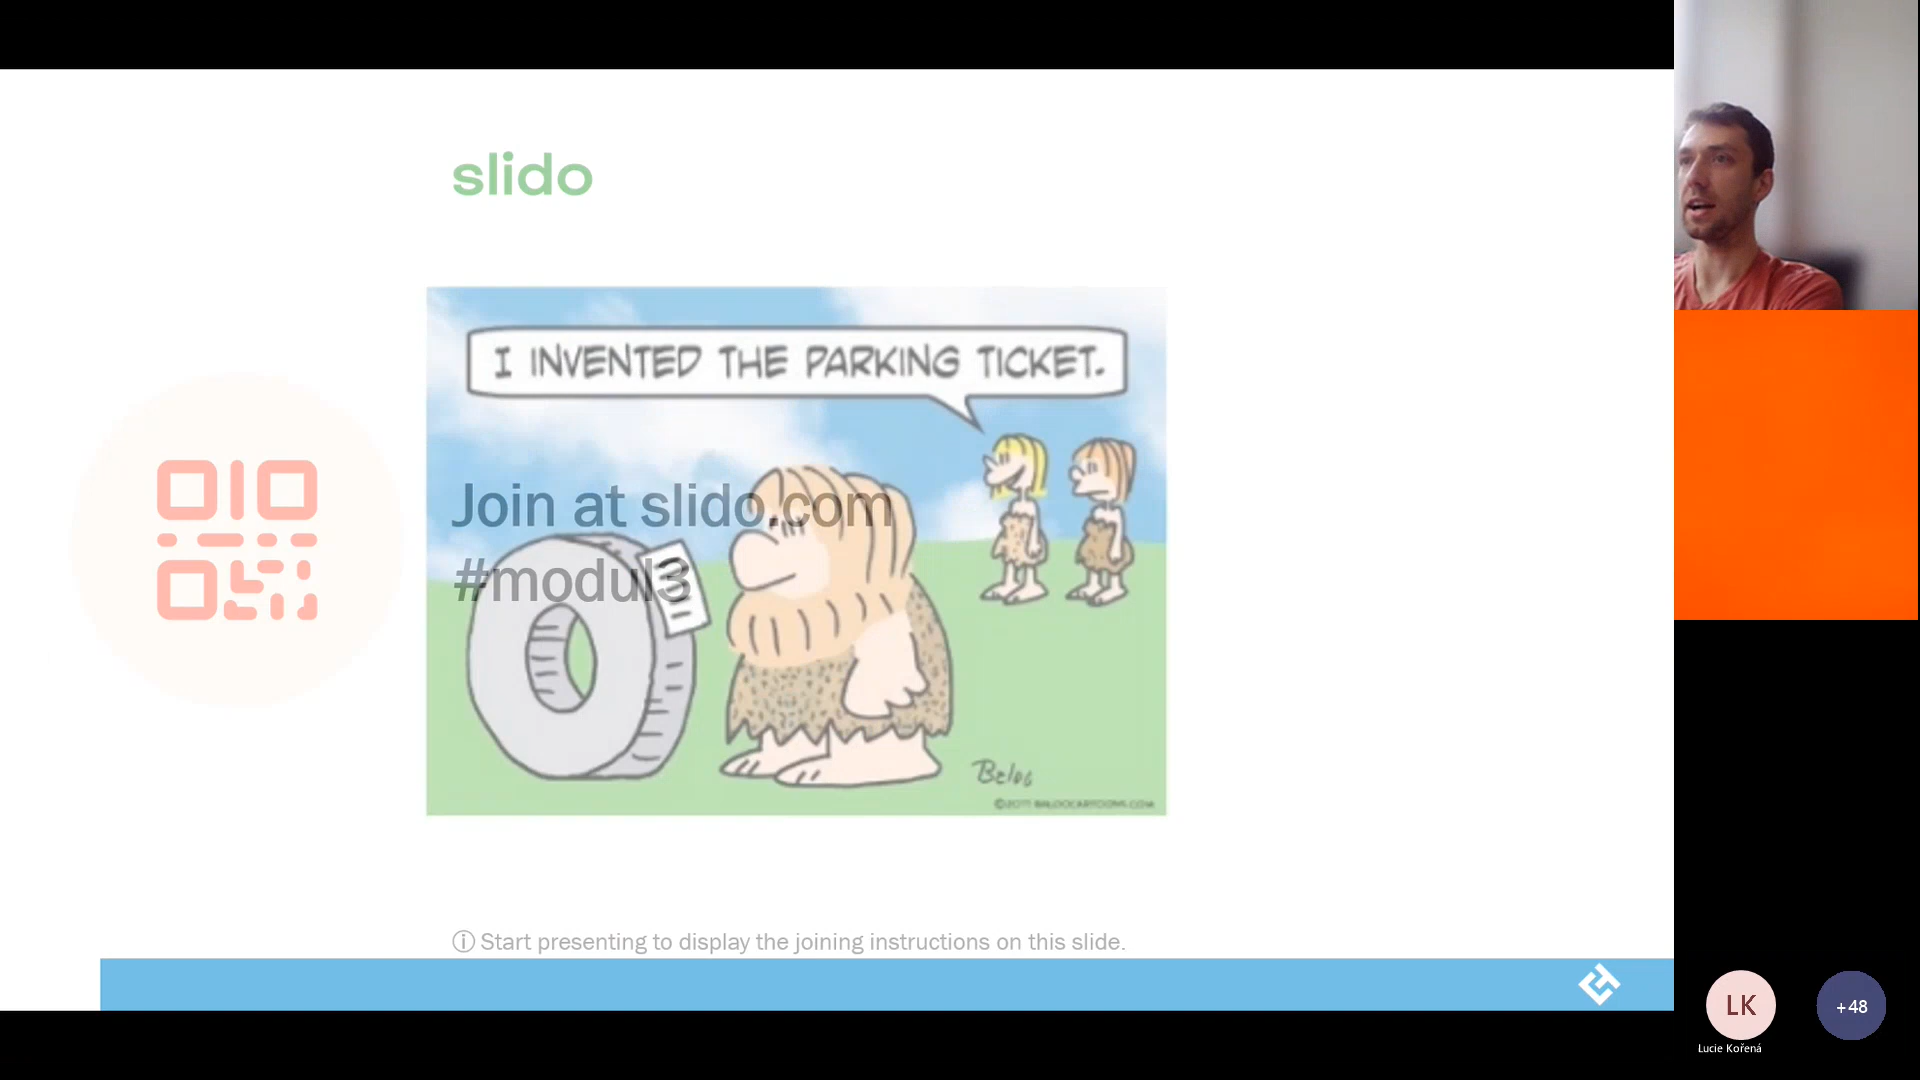 slido
I INVENTED THE PARKING TICKET.
Join at slido.com
#modul3
Start presenting to display the joining instructions on this slide.
LK
+48
Lucie Kořená